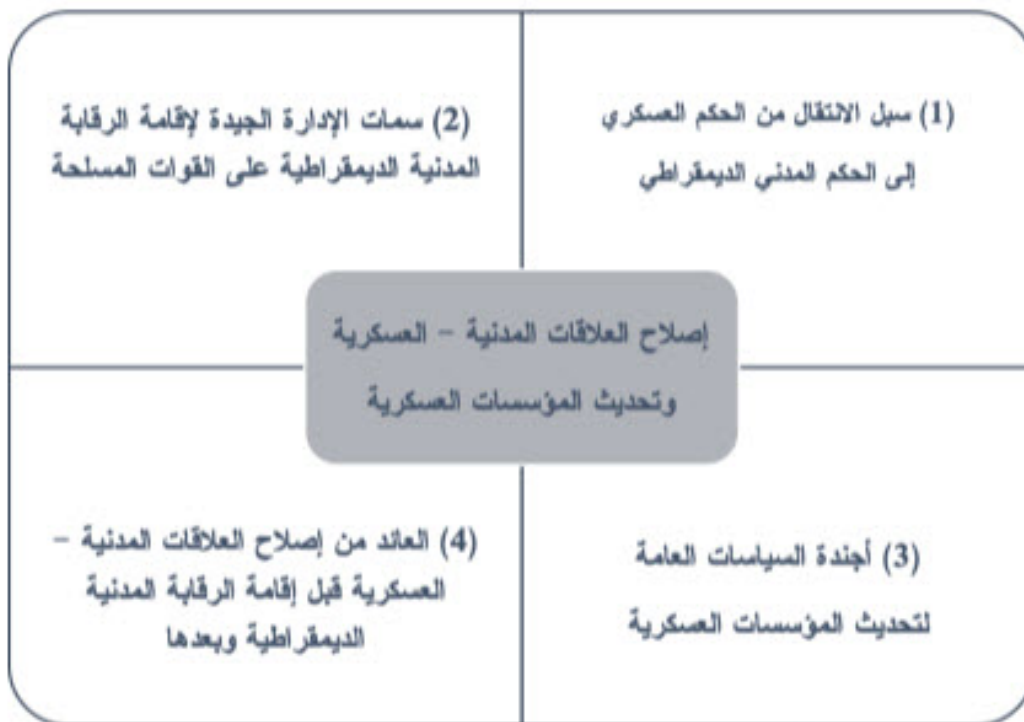 (1) سبل الانتقال من الحكم العسكري
إلى الحكم المدني الديمقراطي
(2) سمات الإدارة الجيدة لإقامة الرقابة
المدنية الديمقراطية على القوات المسلحة
إصلاح العلاقات المدنية – العسكرية
وتحديث المؤسسات العسكرية
(3) أجندة السياسات العامة
لتحديث المؤسسات العسكرية
(4) العائد من إصلاح العلاقات المدنية –
العسكرية قبل إقامة الرقابة المدنية
الديمقراطية وبعدها